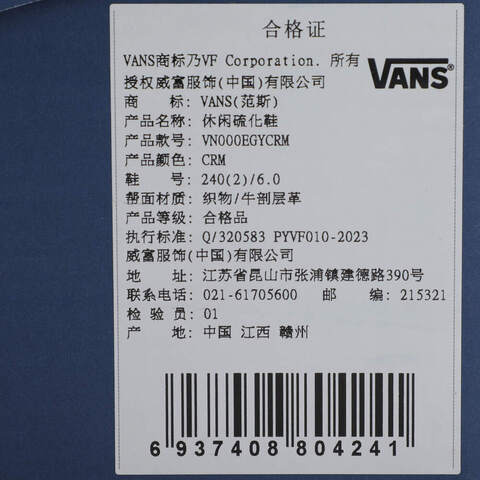 合格证
VANS商标乃VF Corporation. 所有
VANS®
授权威富服饰(中国)有限公司
商 标: VANS(范斯)
产品名称: 休闲硫化鞋
产品款号: VN000EGYCRM
产品颜色: CRM
鞋 号: 240(2)/6.0
帮面材质: 织物/牛剖层革
产品等级: 合格品
执行标准: Q/320583 PYVF010-2023
威富服饰(中国)有限公司
地 址: 江苏省昆山市张浦镇建德路390号
联系电话: 021-61705600 邮 编: 215321
检 验 员: 01
产 地: 中国 江西 赣州
6 937408 804241